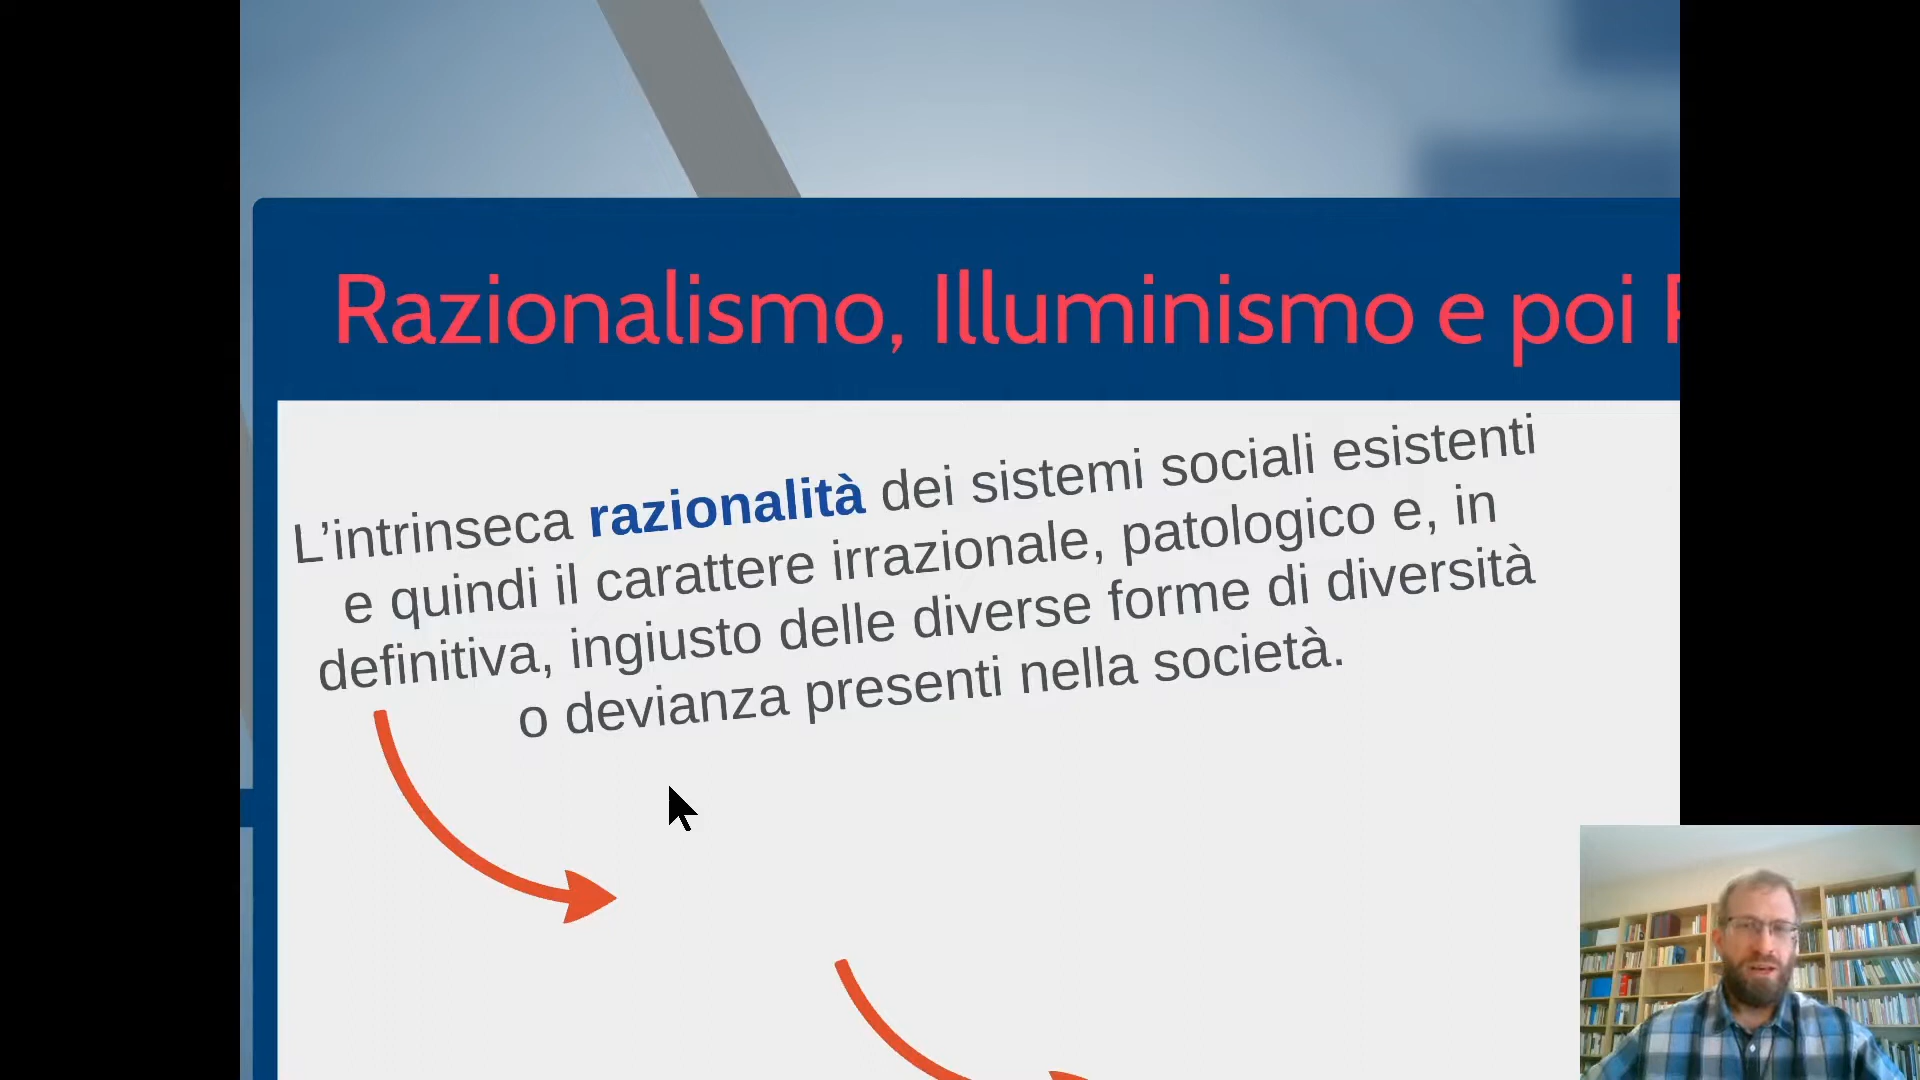 Razionalismo, Illuminismo e poi
L’intrinseca razionalità dei sistemi sociali esistenti
e quindi il carattere irrazionale, patologico e, in
definitiva, ingiusto delle diverse forme di diversità
o devianza presenti nella società.